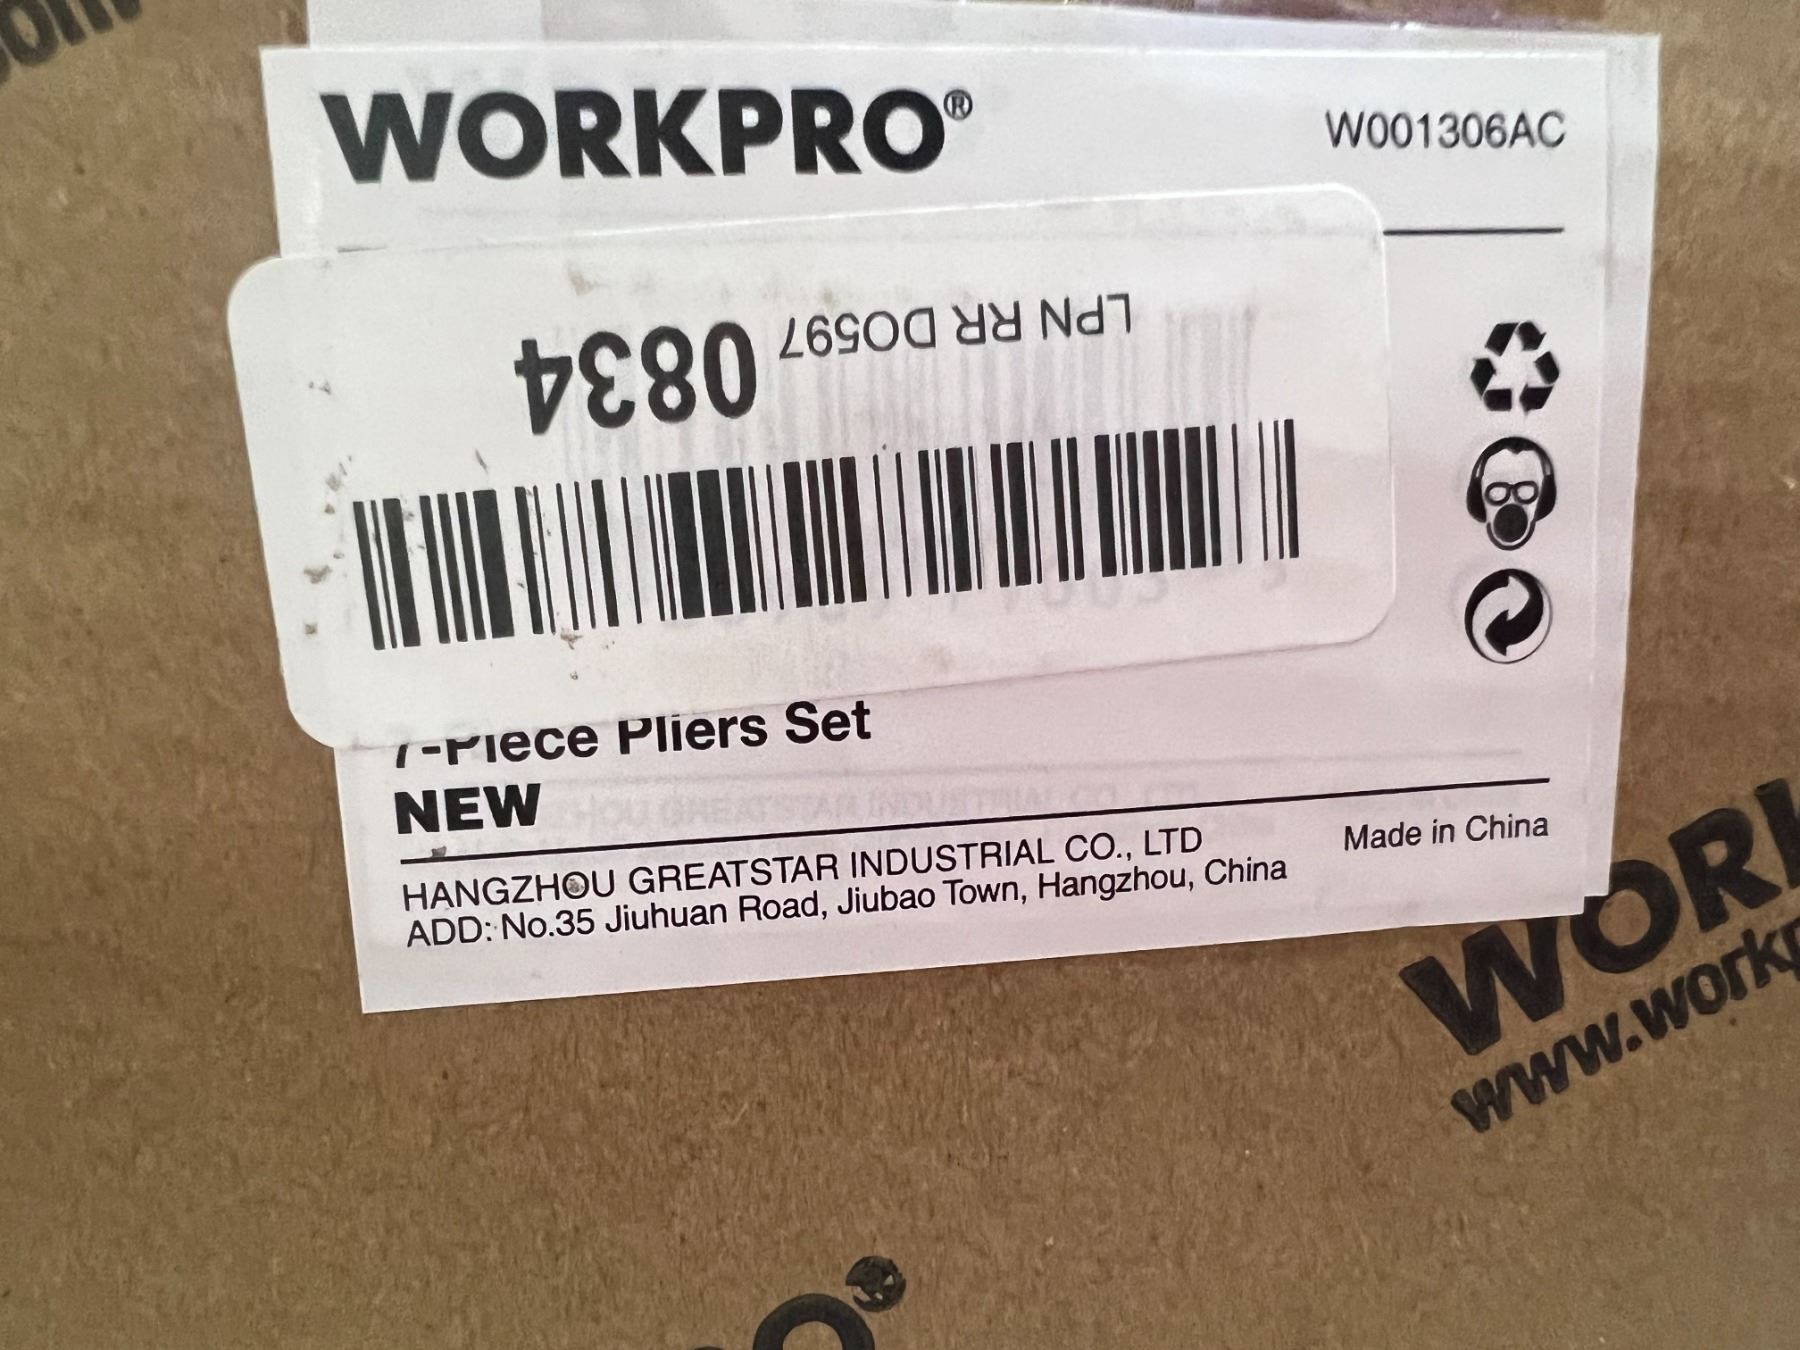 WORKPRO®
W001306AC
LPN RR DO597 0834
7-Piece Pliers Set
NEW
HANGZHOU GREATSTAR INDUSTRIAL CO., LTD
ADD: No.35 Jiuhuan Road, Jiubao Town, Hangzhou, China
Made in China
WORK
www.workp